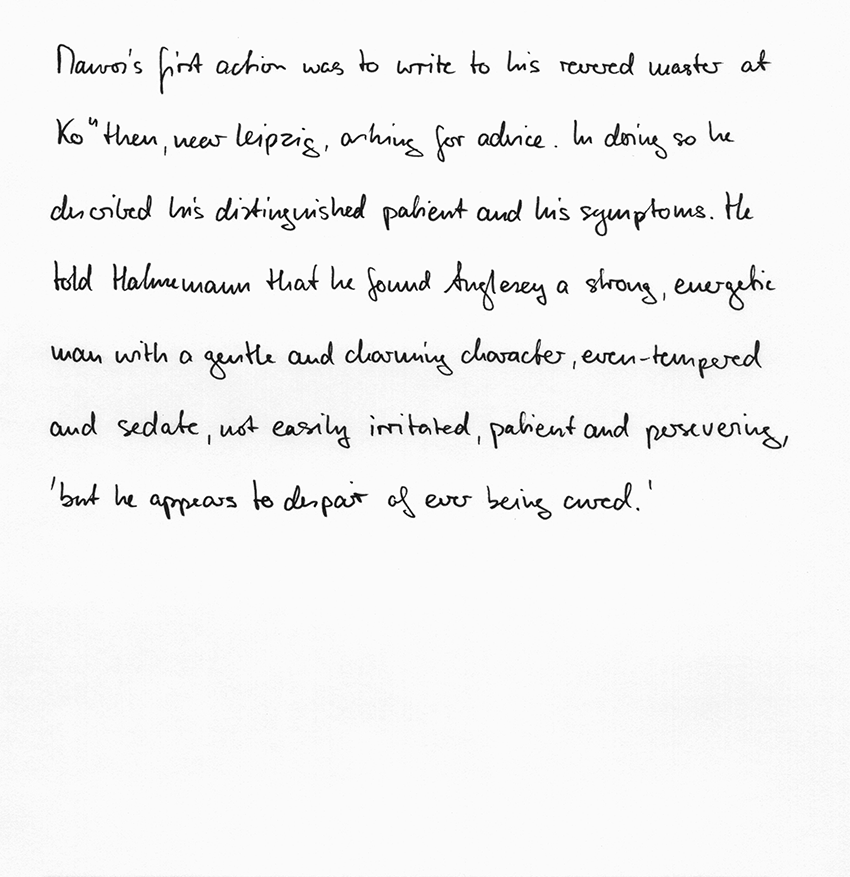 Necroi's first action was to write to his revered master at
Ko"then, near Leipzig, asking for advice. In doing so he
described his distinguished patient and his symptoms. He
told Hahnemann that he found Anglesey a strong, energetic
man with a gentle and charming character, even-tempered
and sedate, not easily irritated, patient and persevering,
'but he appears to despair of ever being cured.'